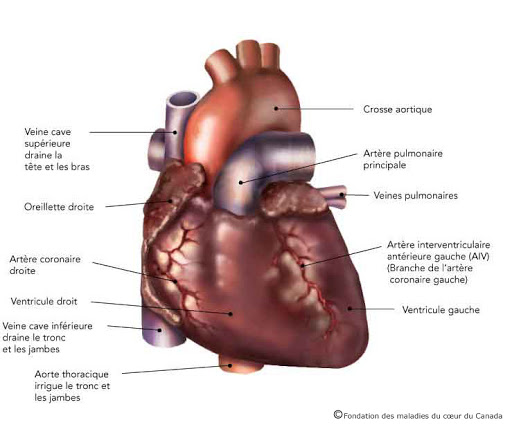 Crosse aortique
Veine cave
supérieure
draine la
tête et les bras
Artère pulmonaire
principale
Veines pulmonaires
Oreillette droite
Artère interventriculaire
antérieure gauche (AIV)
(Branche de l'artère
coronaire gauche)
Artère coronaire
droite
Ventricule droit
Ventricule gauche
Veine cave inférieure
draine le tronc
et les jambes
Aorte thoracique
irrigue le tronc et
les jambes
©Fondation des maladies du cœur du Canada